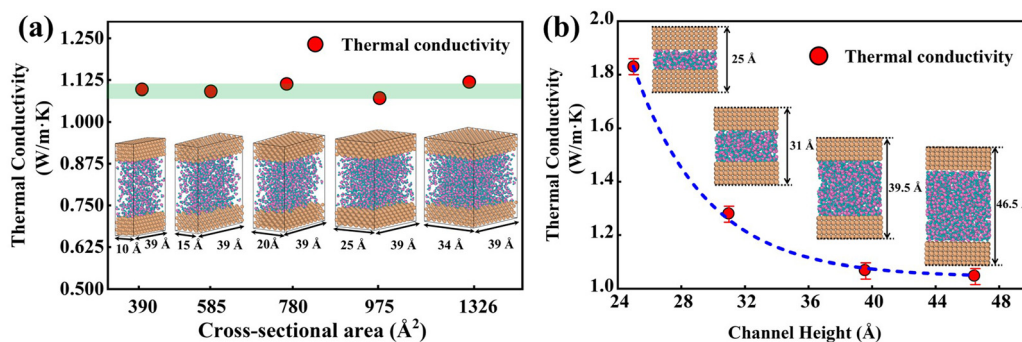 (a)
Thermal Conductivity
(W/m·K)
1.250
1.125
1.000
0.875
0.750
0.625
0.500
Thermal conductivity
10 Å
39 Å
15 Å
39 Å
20Å
39 Å
25 Å
39 Å
34 Å
39 Å
390
585
780
975
1326
Cross-sectional area (Å²)
(b)
Thermal Conductivity
(W/m·K)
2.0
1.8
1.6
1.4
1.2
1.0
Thermal conductivity
25 Å
31 Å
39.5 Å
46.5
24
28
32
36
40
44
48
Channel Height (Å)